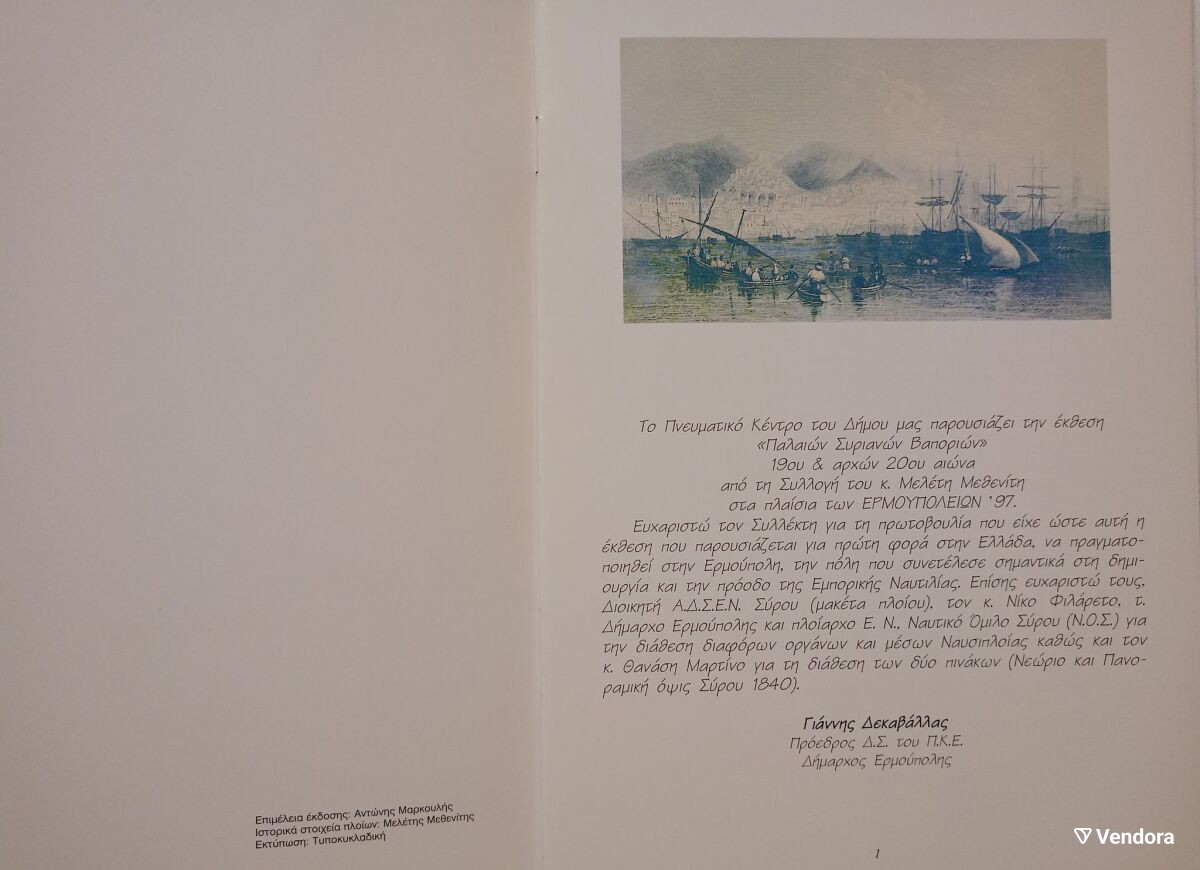 Επιμέλεια έκδοσης: Αντώνης Μαρκουλής
Ιστορικά στοιχεία πλοίων: Μελέτης Μεθενίτης
Εκτύπωση: Τυποκυκλαδική
Το Πνευματικό Κέντρο του Δήμου μας παρουσιάζει την έκθεση
«Παλαιών Συριανών Βαποριών»
19ου & αρχών 20ου αιώνα
από τη Συλλογή του κ. Μελέτη Μεθενίτη
στα πλαίσια των ΕΡΜΟΥΠΟΛΕΙΩΝ '97.
Ευχαριστώ τον Συλλέκτη για τη πρωτοβουλία που είχε ώστε αυτή η
έκθεση που παρουσιάζεται για πρώτη φορά στην Ελλάδα, να πραγματο-
ποιηθεί στην Ερμούπολη, την πόλη που συνετέλεσε σημαντικά στη δημι-
ουργία και την πρόοδο της Εμπορικής Ναυτιλίας. Επίσης ευχαριστώ τους,
Διοικητή Α.Δ.Σ.Ε.Ν. Σύρου (μακέτα πλοίου), τον κ. Νίκο Φιλάρετο, τ.
Δήμαρχο Ερμούπολης και πλοίαρχο Ε. Ν., Ναυτικό Όμιλο Σύρου (Ν.Ο.Σ.) για
την διάθεση διαφόρων οργάνων και μέσων Ναυσιπλοίας καθώς και τον
κ. Θανάση Μαρτίνο για τη διάθεση των δύο πινάκων (Νεώριο και Πανο-
ραμική όψις Σύρου 1840).
Γιάννης Δεκαβάλλας
Πρόεδρος Δ.Σ. του Π.Κ.Ε.
Δήμαρχος Ερμούπολης
1
Vendora